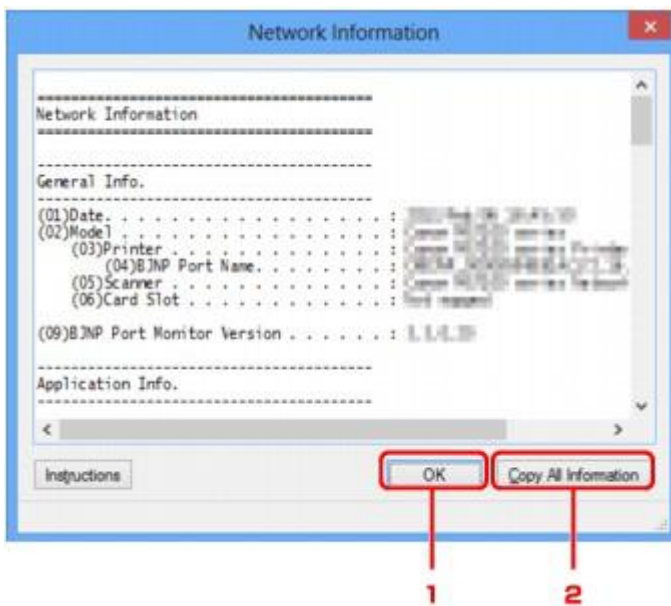 Network Information
========================================
Network Information
========================================
----------------------------------------
General Info.
----------------------------------------
(01)Date. . . . . . . . . . . . . . . . . :
(02)Model . . . . . . . . . . . . . . . . :
(03)Printer . . . . . . . . . . . . . :
(04)BJNP Port Name. . . . . . . . :
(05)Scanner . . . . . . . . . . . . . :
(06)Card Slot . . . . . . . . . . . . :
(09)BJNP Port Monitor Version . . . . . . :
----------------------------------------
Application Info.
----------------------------------------
Instructions OK Copy All Information
1 2